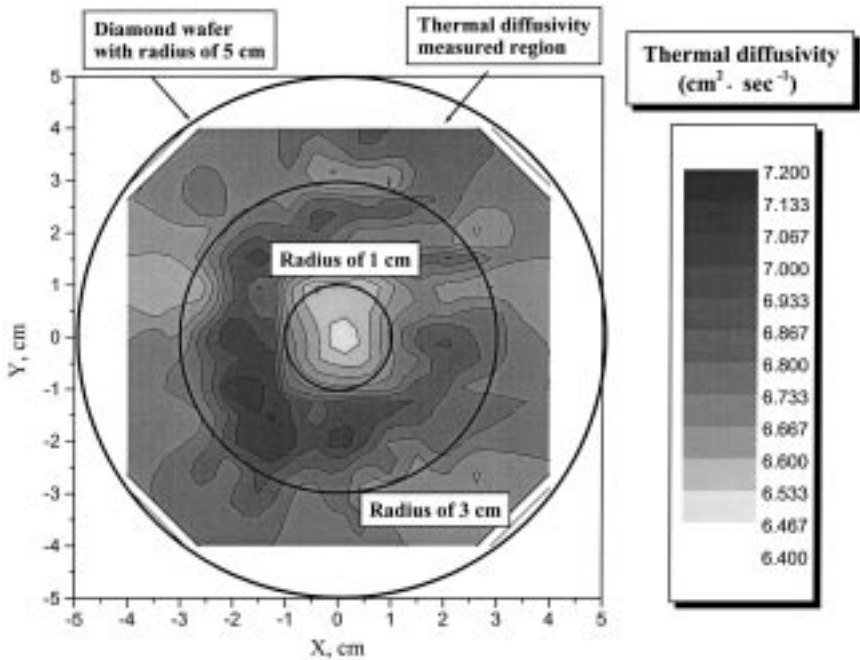 Diamond wafer
with radius of 5 cm
Thermal diffusivity
measured region
Thermal diffusivity
(cm² · sec⁻¹)
5
4
3
2
1
0
-1
-2
-3
-4
-5
Y, cm
Radius of 1 cm
Radius of 3 cm
-5 -4 -3 -2 -1 0 1 2 3 4 5
X, cm
7.200
7.133
7.067
7.000
6.933
6.867
6.800
6.733
6.667
6.600
6.533
6.467
6.400